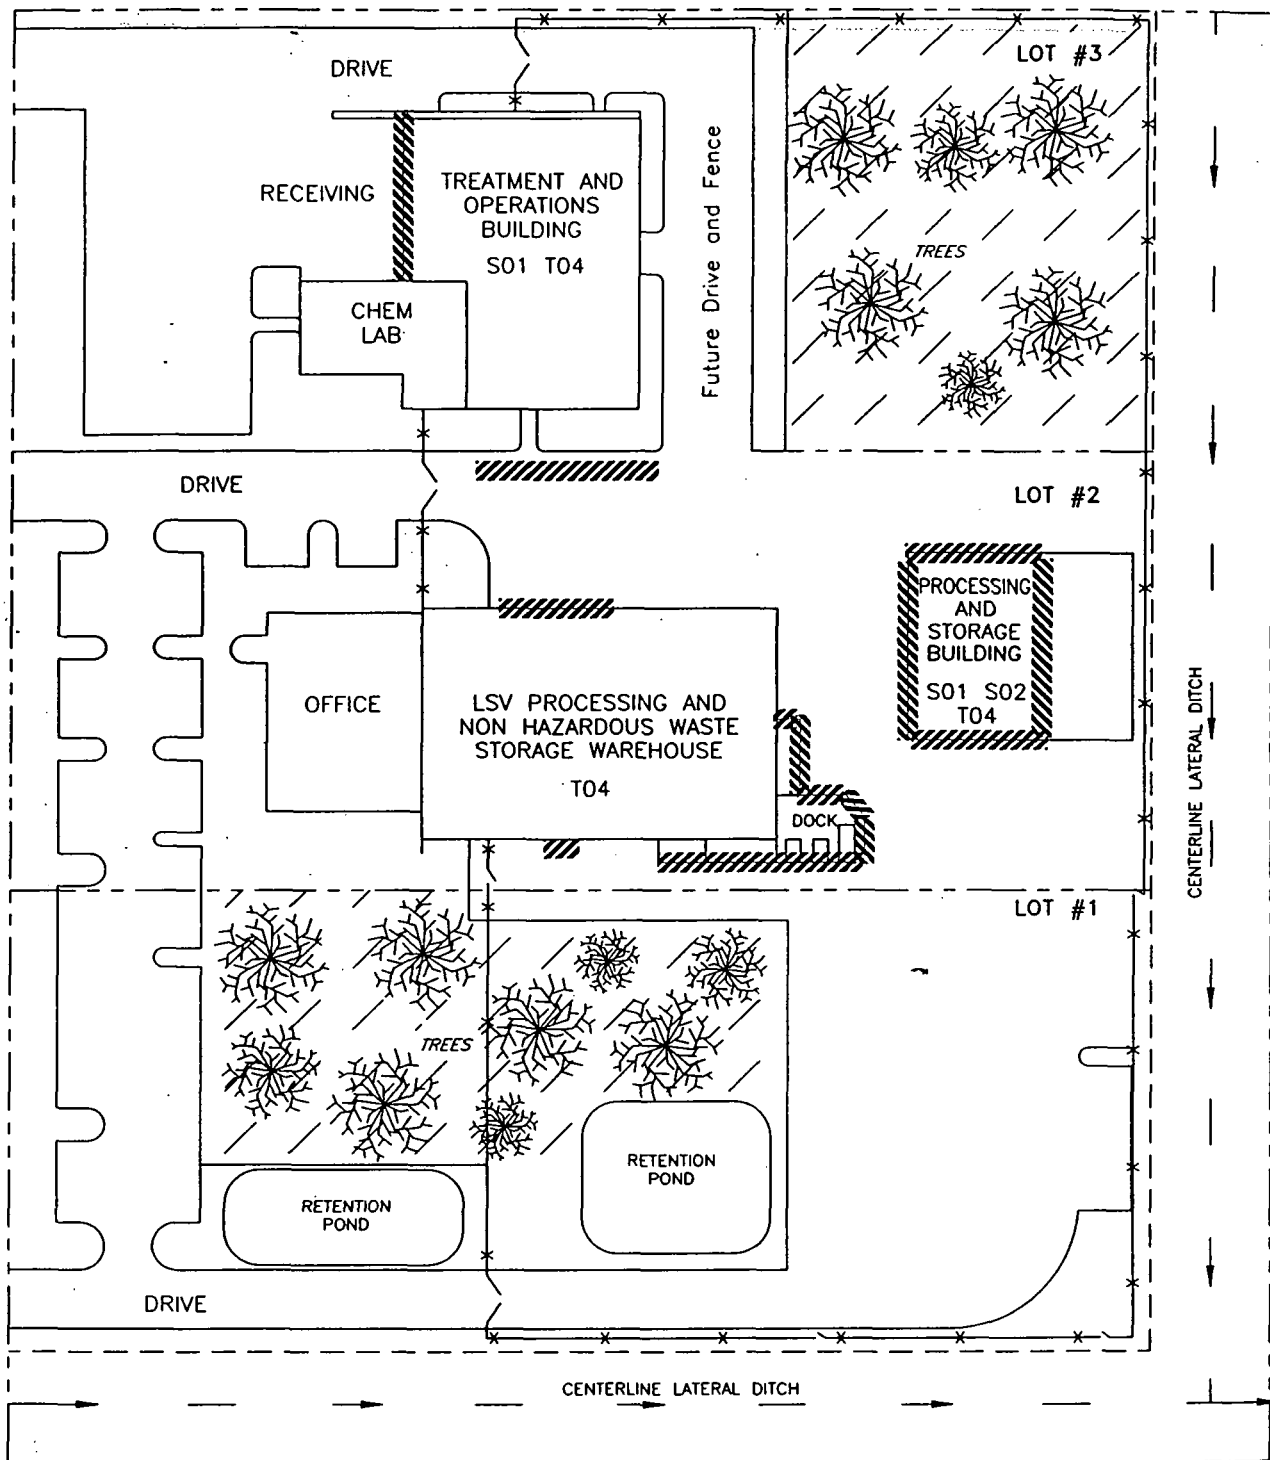 LOT #3
DRIVE
RECEIVING
TREATMENT AND
OPERATIONS
BUILDING
S01 T04
CHEM
LAB
Future Drive and Fence
TREES
DRIVE
LOT #2
PROCESSING
AND
STORAGE
BUILDING
S01 S02
T04
OFFICE
LSV PROCESSING AND
NON HAZARDOUS WASTE
STORAGE WAREHOUSE
T04
DOCK
CENTERLINE LATERAL DITCH
LOT #1
TREES
RETENTION
POND
RETENTION
POND
DRIVE
CENTERLINE LATERAL DITCH